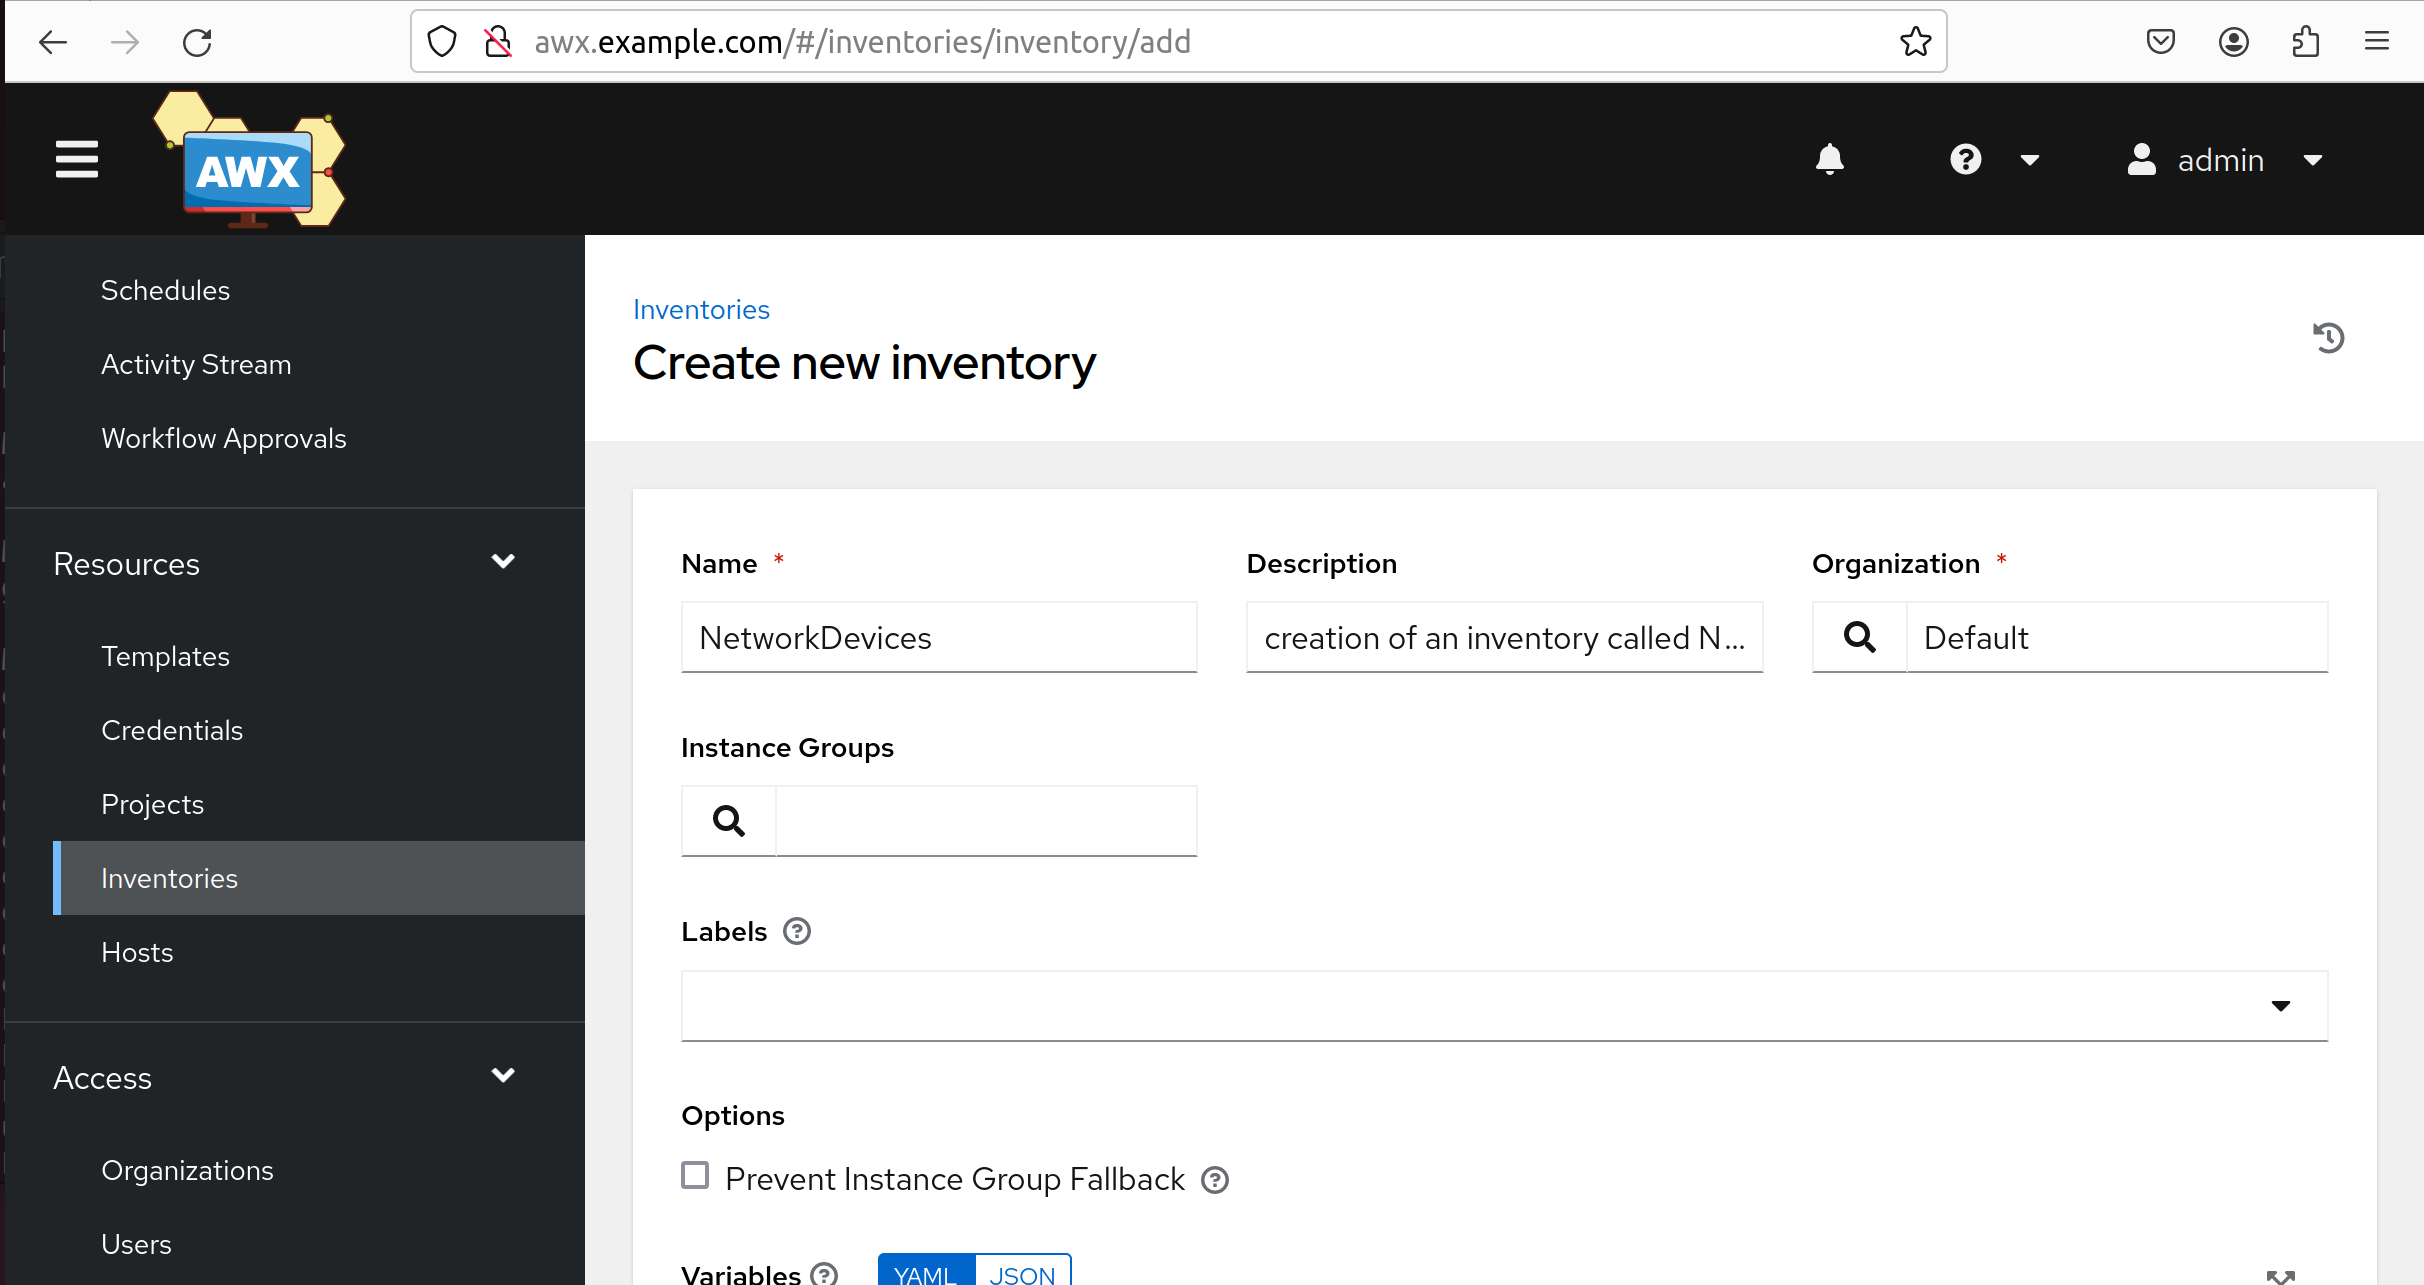 awx.example.com/#/inventories/inventory/add
AWX
admin
Schedules
Activity Stream
Workflow Approvals
Resources
Templates
Credentials
Projects
Inventories
Hosts
Access
Organizations
Users
Inventories
Create new inventory
Name *
Description
Organization *
NetworkDevices
creation of an inventory called N...
Default
Instance Groups
Labels
Options
Prevent Instance Group Fallback
Variables YAML JSON